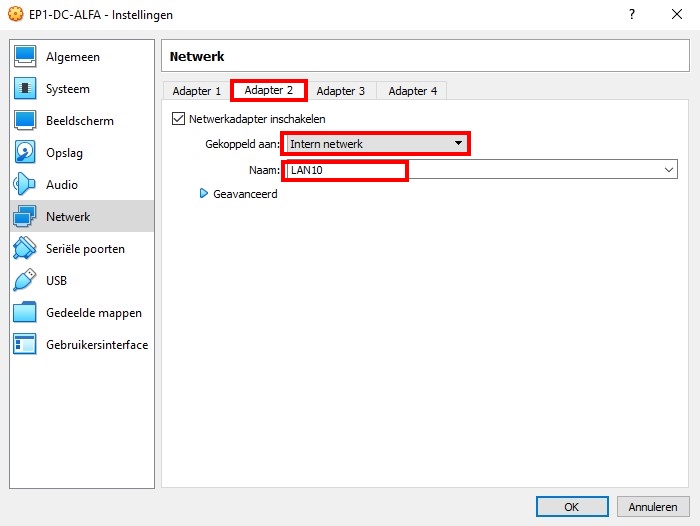 EP1-DC-ALFA - Instellingen
Algemeen
Systeem
Beeldscherm
Opslag
Audio
Netwerk
Seriële poorten
USB
Gedeelde mappen
Gebruikersinterface
Netwerk
Adapter 1 Adapter 2 Adapter 3 Adapter 4
Netwerkadapter inschakelen
Gekoppeld aan: Intern netwerk
Naam: LAN10
Geavanceerd
OK Annuleren